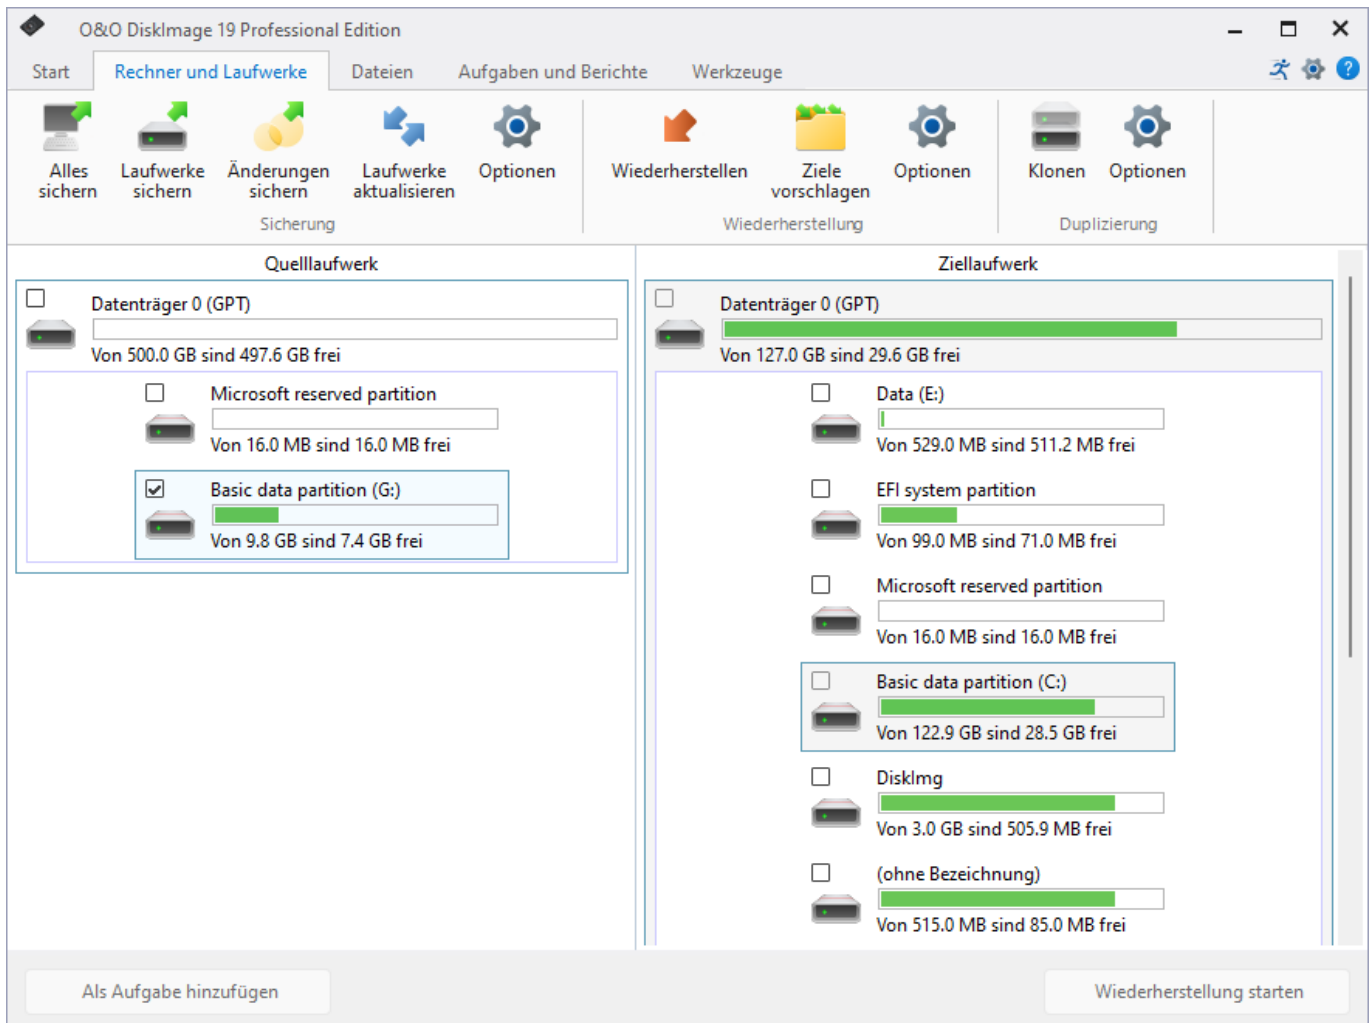 O&O DiskImage 19 Professional Edition
Start Rechner und Laufwerke Dateien Aufgaben und Berichte Werkzeuge
Alles sichern
Laufwerke sichern
Änderungen sichern
Laufwerke aktualisieren
Optionen
Sicherung
Wiederherstellen
Ziele vorschlagen
Optionen
Wiederherstellung
Klonen
Optionen
Duplizierung
Quelllaufwerk
Datenträger 0 (GPT)
Von 500.0 GB sind 497.6 GB frei
Microsoft reserved partition
Von 16.0 MB sind 16.0 MB frei
Basic data partition (G:)
Von 9.8 GB sind 7.4 GB frei
Ziellaufwerk
Datenträger 0 (GPT)
Von 127.0 GB sind 29.6 GB frei
Data (E:)
Von 529.0 MB sind 511.2 MB frei
EFI system partition
Von 99.0 MB sind 71.0 MB frei
Microsoft reserved partition
Von 16.0 MB sind 16.0 MB frei
Basic data partition (C:)
Von 122.9 GB sind 28.5 GB frei
DiskImg
Von 3.0 GB sind 505.9 MB frei
(ohne Bezeichnung)
Von 515.0 MB sind 85.0 MB frei
Als Aufgabe hinzufügen
Wiederherstellung starten